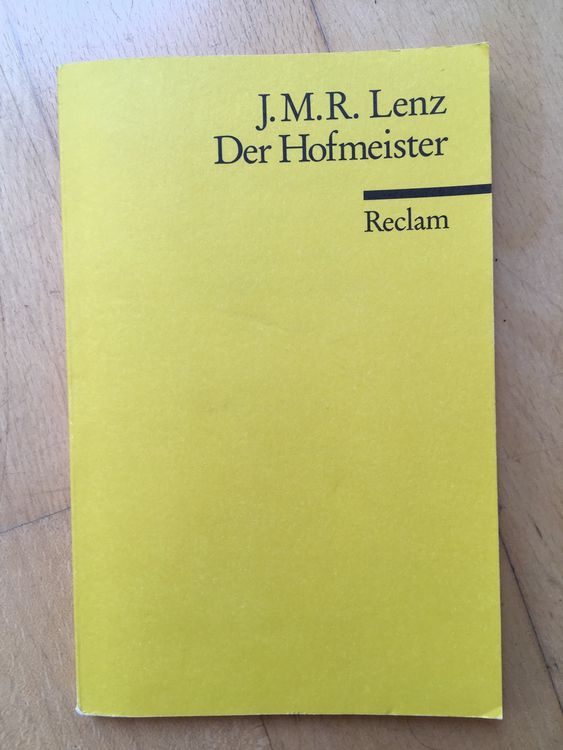 J. M. R. Lenz
Der Hofmeister
Reclam